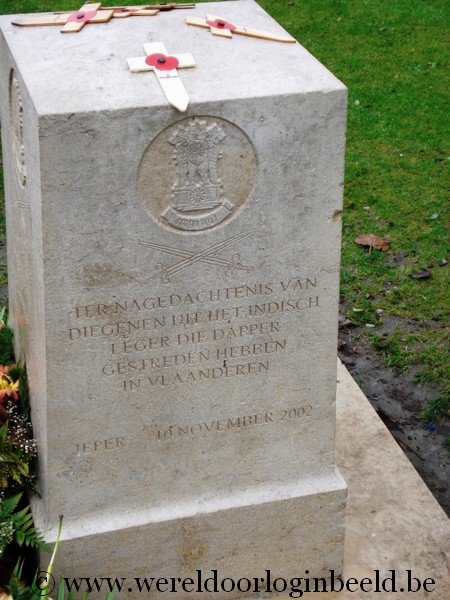 TER NAGEDACHTENIS VAN
DIEGENEN UIT HET INDISCH
LEGER DIE DAPPER
GESTREDEN HEBBEN
IN VLAANDEREN
IEPER 10 NOVEMBER 2002
© www.wereldoorloginbeeld.be